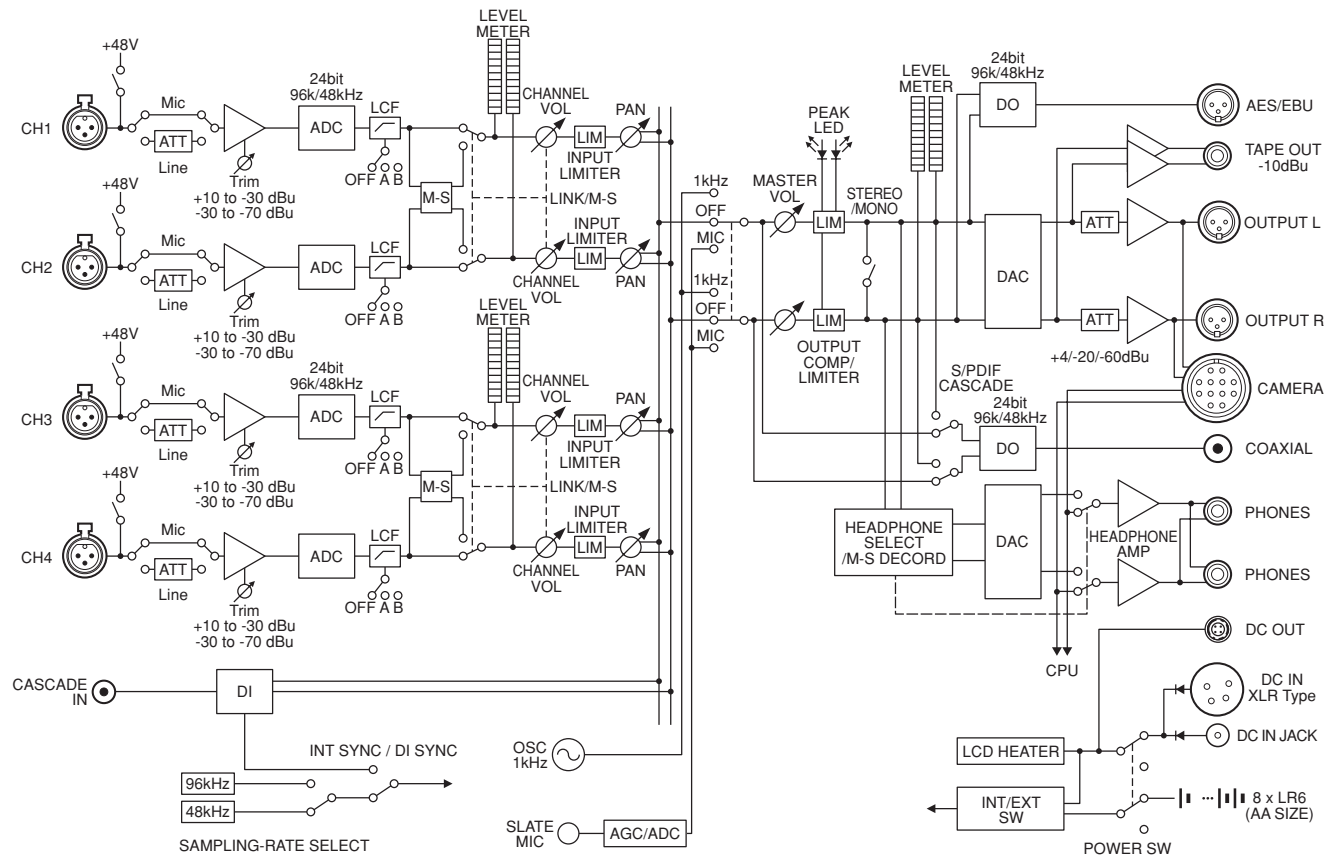 LEVEL
METER
+48V
24bit
96k/48kHz
LCF
CHANNEL
VOL
PAN
Mic
CH1
ADC
LIM
ATT
Line
INPUT
LIMITER
Trim
+10 to -30 dBu
-30 to -70 dBu
OFF A B
M-S
LINK/M-S
+48V
Mic
CH2
ADC
INPUT
LIMITER
LIM
ATT
Line
CHANNEL
VOL
PAN
Trim
+10 to -30 dBu
-30 to -70 dBu
OFF A B
LEVEL
METER
+48V
24bit
96k/48kHz
LCF
CHANNEL
VOL
PAN
Mic
CH3
ADC
LIM
ATT
Line
INPUT
LIMITER
Trim
+10 to -30 dBu
-30 to -70 dBu
OFF A B
M-S
LINK/M-S
+48V
Mic
CH4
ADC
LCF
INPUT
LIMITER
LIM
ATT
Line
CHANNEL
VOL
PAN
Trim
+10 to -30 dBu
-30 to -70 dBu
OFF A B
CASCADE
IN
DI
INT SYNC / DI SYNC
96kHz
48kHz
SAMPLING-RATE SELECT
OSC
1kHz
SLATE
MIC
AGC/ADC
1kHz
OFF
MIC
1kHz
OFF
MIC
MASTER
VOL
PEAK
LED
LIM
LIM
OUTPUT
COMP/
LIMITER
STEREO
/MONO
LEVEL
METER
24bit
96k/48kHz
DO
AES/EBU
TAPE OUT
-10dBu
DAC
ATT
OUTPUT L
ATT
OUTPUT R
+4/-20/-60dBu
CAMERA
S/PDIF
CASCADE
24bit
96k/48kHz
DO
COAXIAL
HEADPHONE
SELECT
/M-S DECORD
DAC
HEADPHONE
AMP
PHONES
PHONES
CPU
DC OUT
DC IN
XLR Type
DC IN JACK
LCD HEATER
INT/EXT
SW
8 x LR6
(AA SIZE)
POWER SW